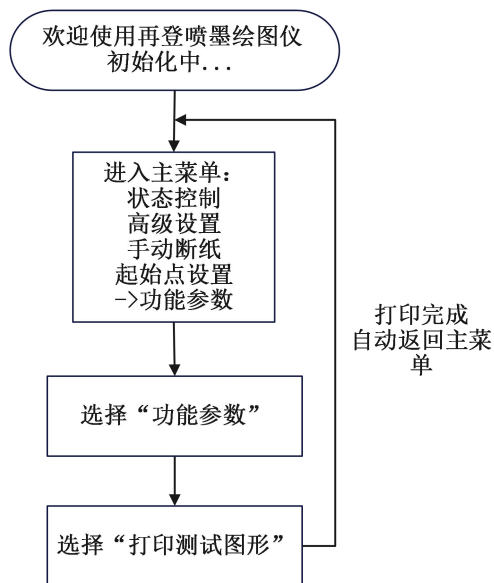 欢迎使用再登喷墨绘图仪
初始化中...
进入主菜单：
状态控制
高级设置
手动断纸
起始点设置
->功能参数
打印完成
自动返回主菜
单
选择“功能参数”
选择“打印测试图形”